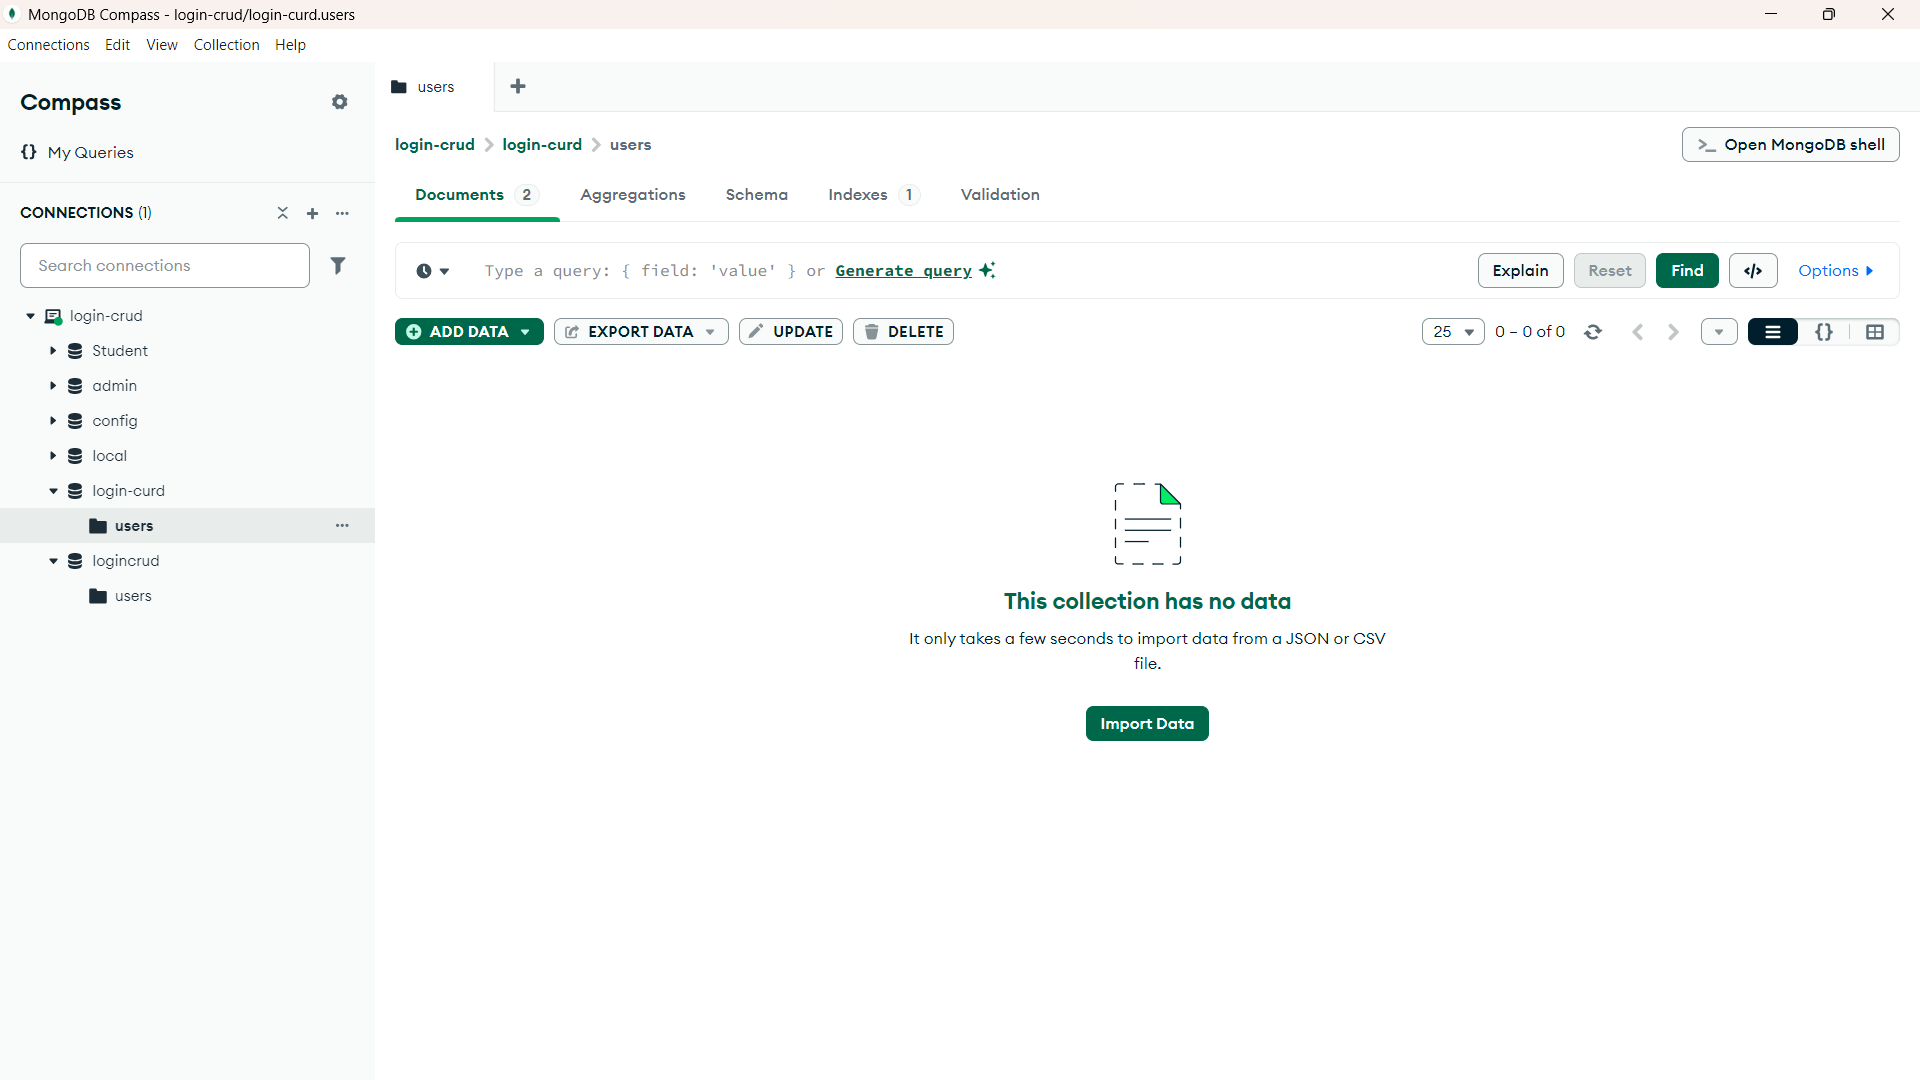 MongoDB Compass - login-crud/login-curd.users
Connections Edit View Collection Help
Compass
{} My Queries
CONNECTIONS (1)
Search connections
login-crud
Student
admin
config
local
login-curd
users
logincrud
users
users
login-crud > login-curd > users
>_ Open MongoDB shell
Documents 2 Aggregations Schema Indexes 1 Validation
Type a query: { field: 'value' } or Generate query
Explain Reset Find </> Options
ADD DATA EXPORT DATA UPDATE DELETE
25 0 – 0 of 0 {}
This collection has no data
It only takes a few seconds to import data from a JSON or CSV
file.
Import Data